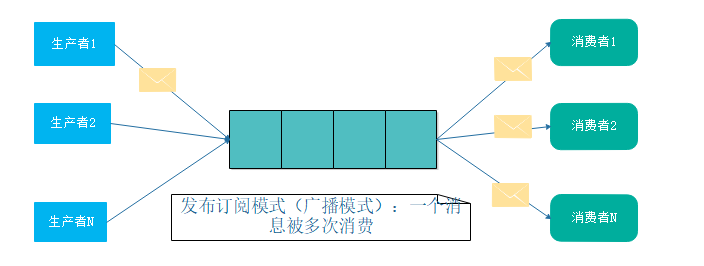 生产者1
消费者1
生产者2
消费者2
生产者N
消费者N
发布订阅模式（广播模式）：一个消
息被多次消费